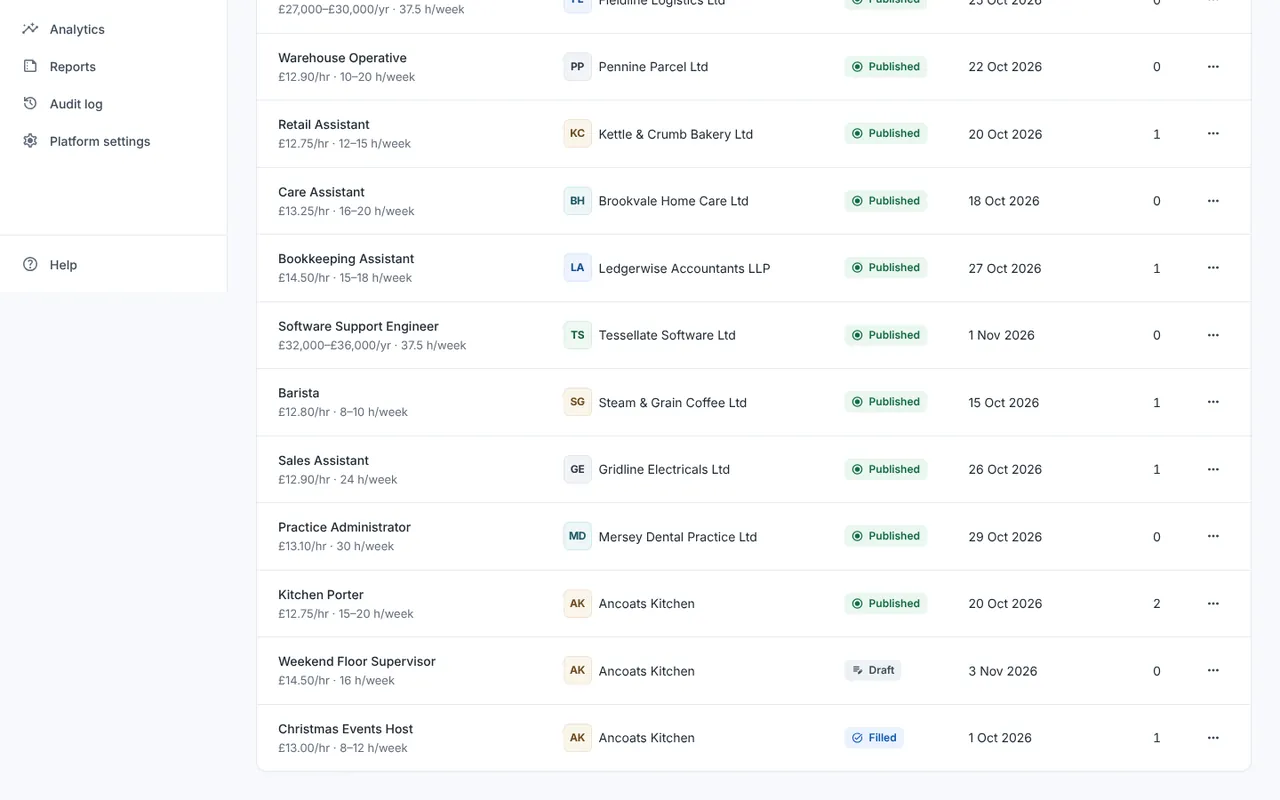 £27,000–£30,000/yr · 37.5 h/week
Fieldline Logistics Ltd
Published
25 Oct 2026
0
Analytics
Reports
Audit log
Platform settings
Help
Warehouse Operative
£12.90/hr · 10–20 h/week
PP Pennine Parcel Ltd
Published
22 Oct 2026
0
Retail Assistant
£12.75/hr · 12–15 h/week
KC Kettle & Crumb Bakery Ltd
Published
20 Oct 2026
1
Care Assistant
£13.25/hr · 16–20 h/week
BH Brookvale Home Care Ltd
Published
18 Oct 2026
0
Bookkeeping Assistant
£14.50/hr · 15–18 h/week
LA Ledgerwise Accountants LLP
Published
27 Oct 2026
1
Software Support Engineer
£32,000–£36,000/yr · 37.5 h/week
TS Tessellate Software Ltd
Published
1 Nov 2026
0
Barista
£12.80/hr · 8–10 h/week
SG Steam & Grain Coffee Ltd
Published
15 Oct 2026
1
Sales Assistant
£12.90/hr · 24 h/week
GE Gridline Electricals Ltd
Published
26 Oct 2026
1
Practice Administrator
£13.10/hr · 30 h/week
MD Mersey Dental Practice Ltd
Published
29 Oct 2026
0
Kitchen Porter
£12.75/hr · 15–20 h/week
AK Ancoats Kitchen
Published
20 Oct 2026
2
Weekend Floor Supervisor
£14.50/hr · 16 h/week
AK Ancoats Kitchen
Draft
3 Nov 2026
0
Christmas Events Host
£13.00/hr · 8–12 h/week
AK Ancoats Kitchen
Filled
1 Oct 2026
1